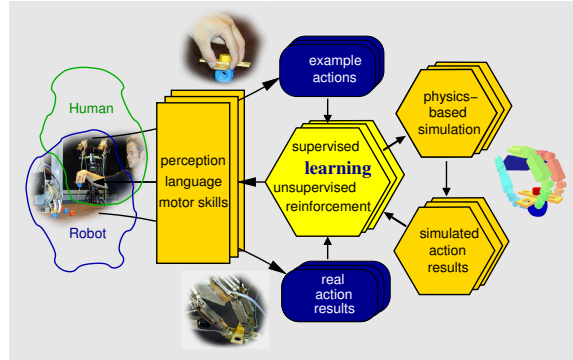 Human
Robot
perception
language
motor skills
example
actions
supervised
learning
unsupervised
reinforcement
real
action
results
physics−
based
simulation
simulated
action
results